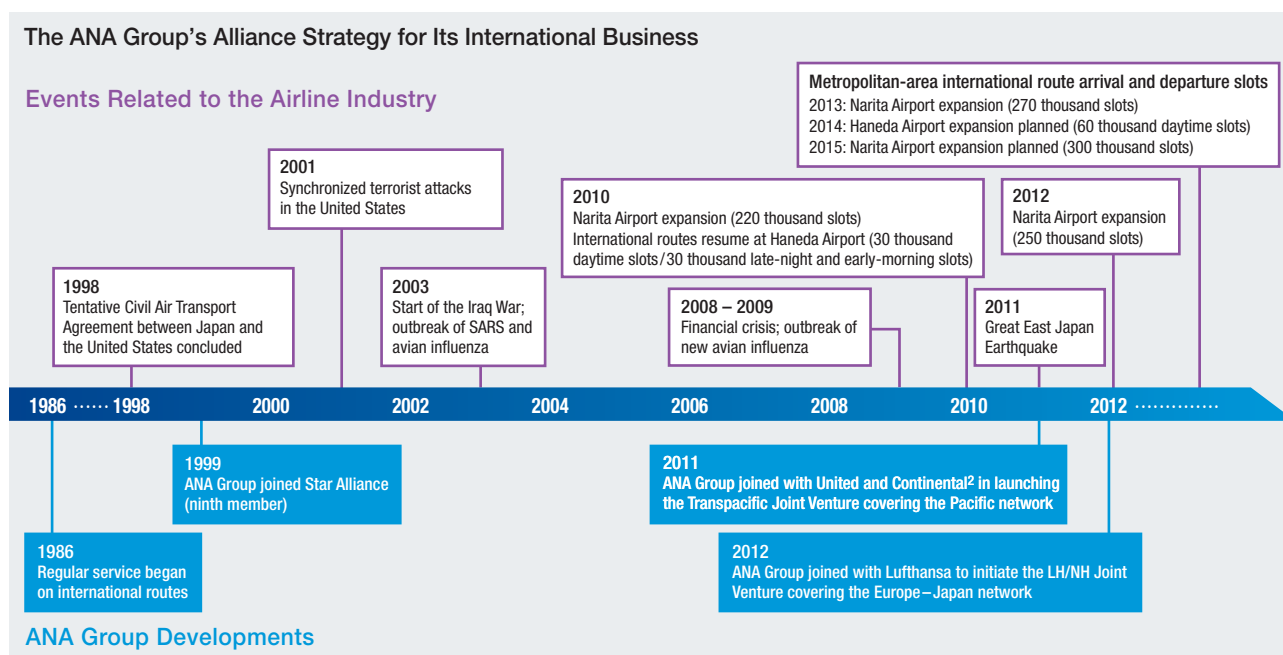 The ANA Group’s Alliance Strategy for Its International Business
Events Related to the Airline Industry
Metropolitan-area international route arrival and departure slots
2013: Narita Airport expansion (270 thousand slots)
2014: Haneda Airport expansion planned (60 thousand daytime slots)
2015: Narita Airport expansion planned (300 thousand slots)
2001
Synchronized terrorist attacks
in the United States
2010
Narita Airport expansion (220 thousand slots)
International routes resume at Haneda Airport (30 thousand
daytime slots/30 thousand late-night and early-morning slots)
2012
Narita Airport expansion
(250 thousand slots)
1998
Tentative Civil Air Transport
Agreement between Japan and
the United States concluded
2003
Start of the Iraq War;
outbreak of SARS and
avian influenza
2008 – 2009
Financial crisis; outbreak of
new avian influenza
2011
Great East Japan
Earthquake
1986 ······ 1998 2000 2002 2004 2006 2008 2010 2012 ·············
1999
ANA Group joined Star Alliance
(ninth member)
2011
ANA Group joined with United and Continental² in launching
the Transpacific Joint Venture covering the Pacific network
1986
Regular service began
on international routes
2012
ANA Group joined with Lufthansa to initiate the LH/NH Joint
Venture covering the Europe–Japan network
ANA Group Developments